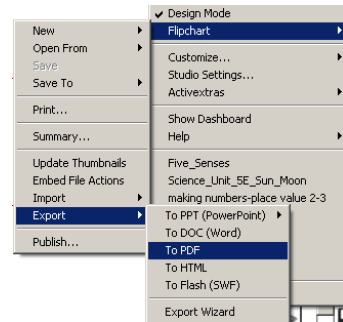 Design Mode
Flipchart
Customize...
Studio Settings...
Activextras
Show Dashboard
Help
Five_Senses
Science_Unit_5E_Sun_Moon
making numbers-place value 2-3
New
Open From
Save
Save To
Print...
Summary...
Update Thumbnails
Embed File Actions
Import
Export
Publish...
To PPT (PowerPoint)
To DOC (Word)
To PDF
To HTML
To Flash (SWF)
Export Wizard